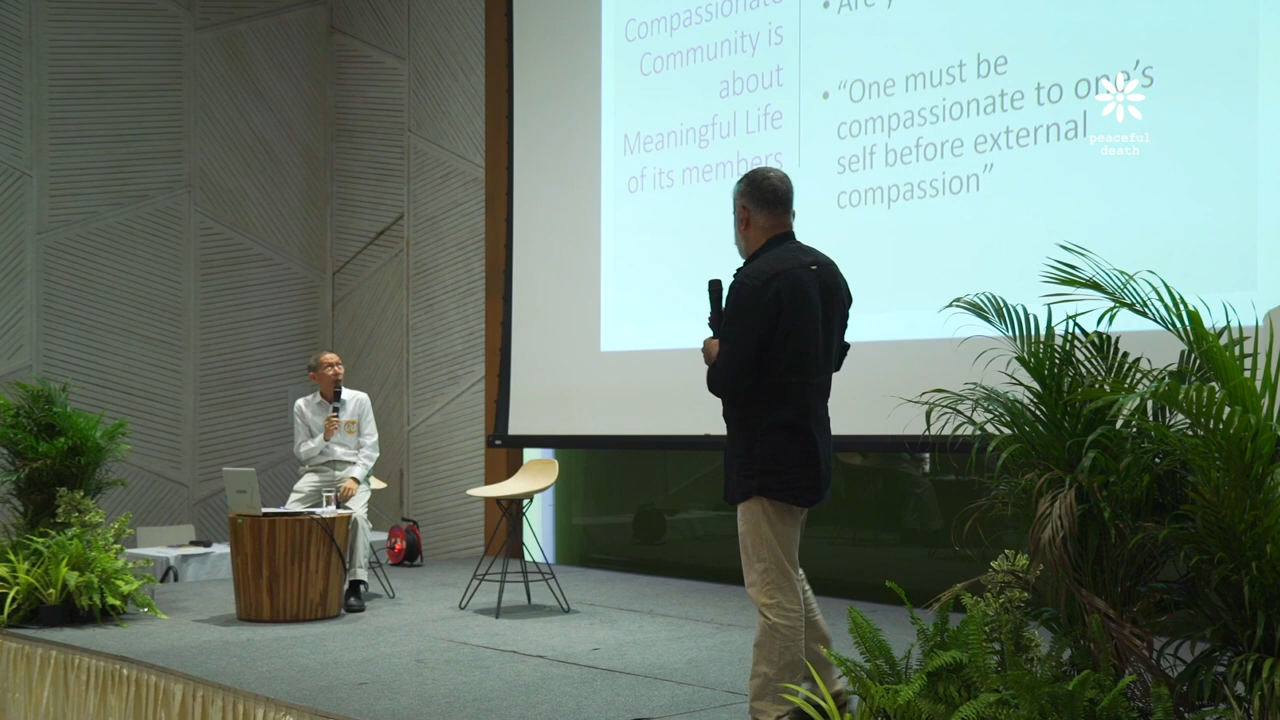 Compassionate
Community is
about
Meaningful Life
of its members
• Are
• “One must be
compassionate to one’s
self before external
compassion”
peaceful
death